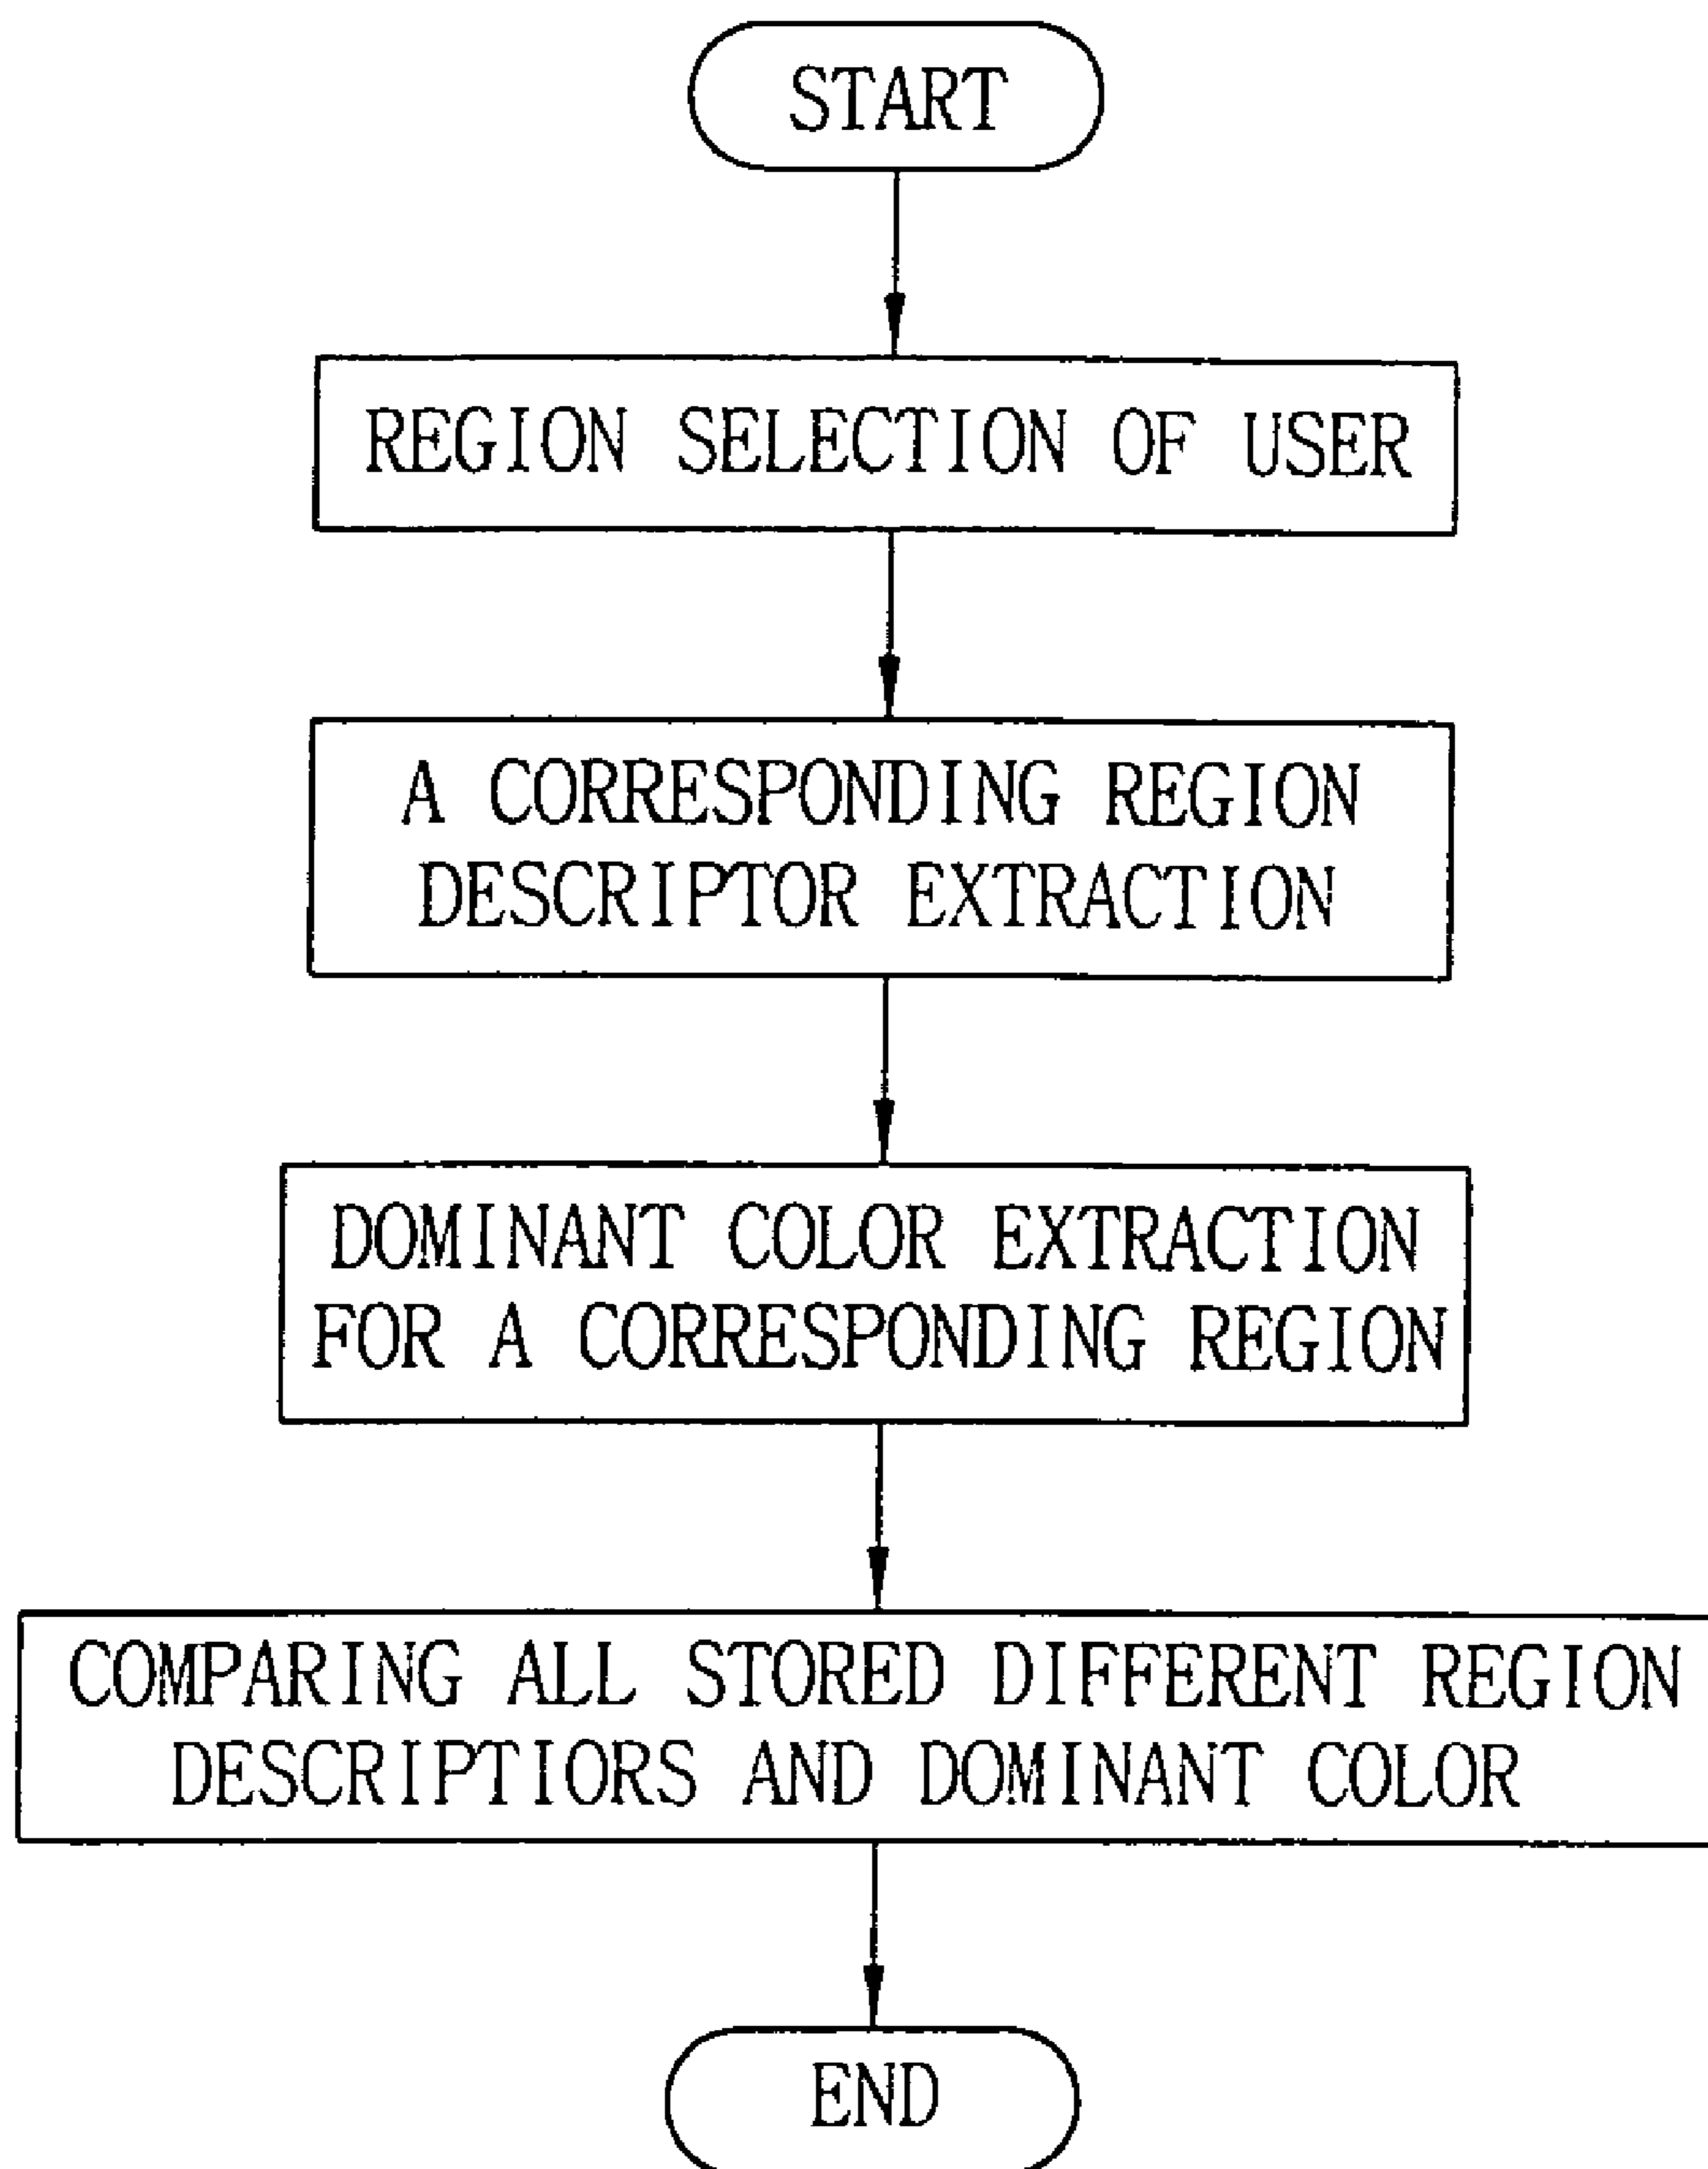 START
REGION SELECTION OF USER
A CORRESPONDING REGION
DESCRIPTOR EXTRACTION
DOMINANT COLOR EXTRACTION
FOR A CORRESPONDING REGION
COMPARING ALL STORED DIFFERENT REGION
DESCRIPTIORS AND DOMINANT COLOR
END